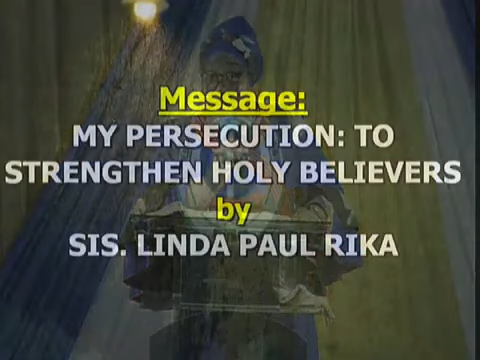 Message:
MY PERSECUTION: TO
STRENGTHEN HOLY BELIEVERS
by
SIS. LINDA PAUL RIKA